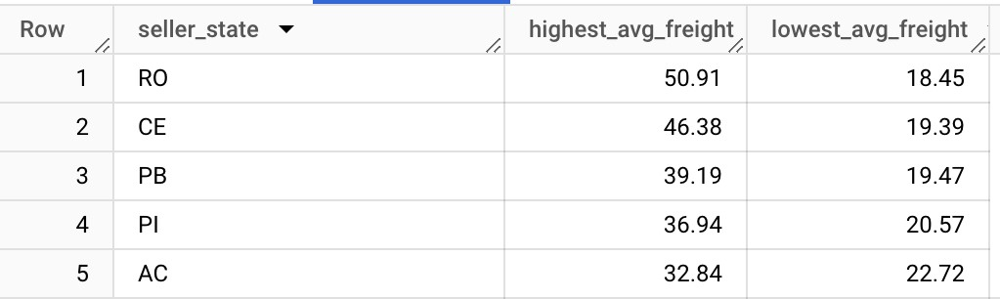 Row seller_state highest_avg_freight lowest_avg_freight
1 RO 50.91 18.45
2 CE 46.38 19.39
3 PB 39.19 19.47
4 PI 36.94 20.57
5 AC 32.84 22.72